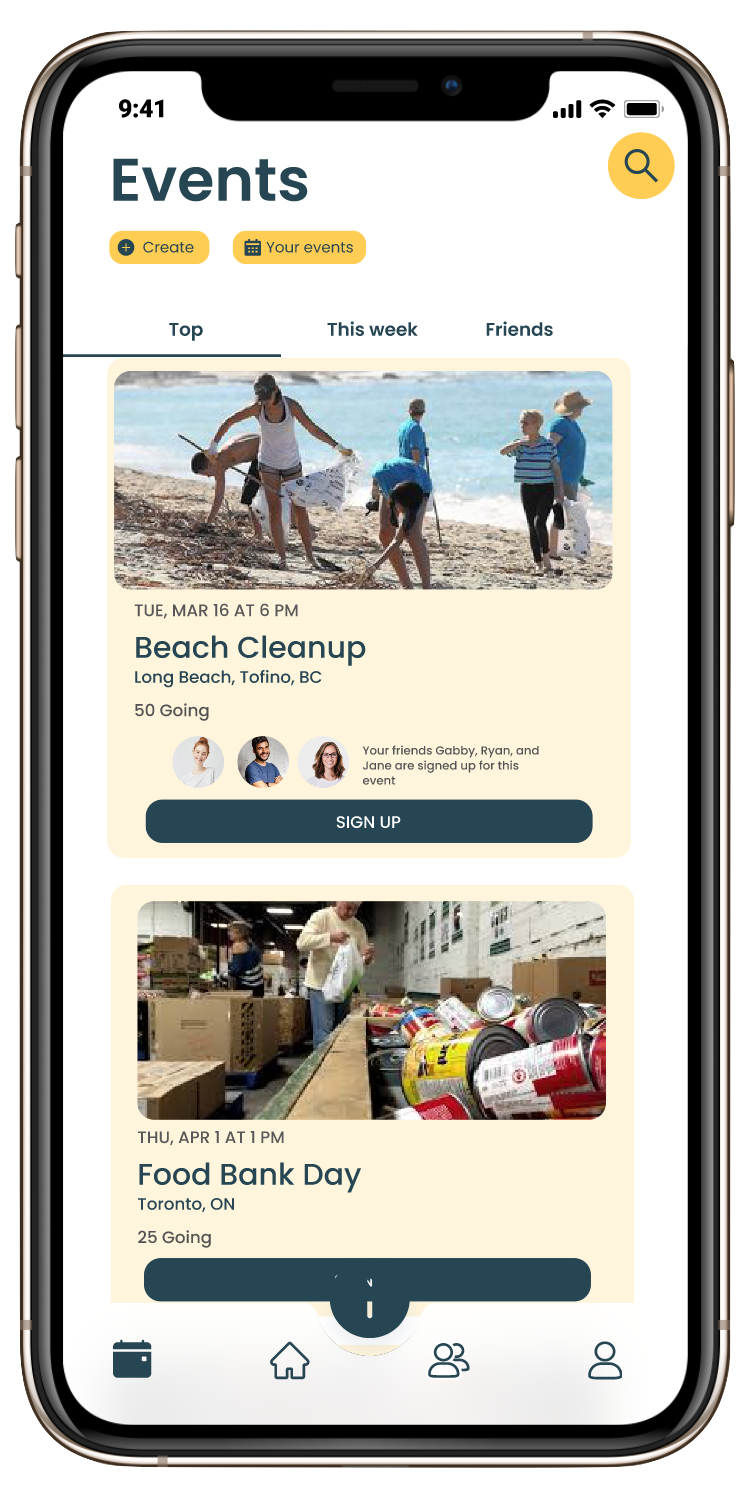 9:41
Events
Create
Your events
Top
This week
Friends
TUE, MAR 16 AT 6 PM
Beach Cleanup
Long Beach, Tofino, BC
50 Going
Your friends Gabby, Ryan, and
Jane are signed up for this
event
SIGN UP
THU, APR 1 AT 1 PM
Food Bank Day
Toronto, ON
25 Going